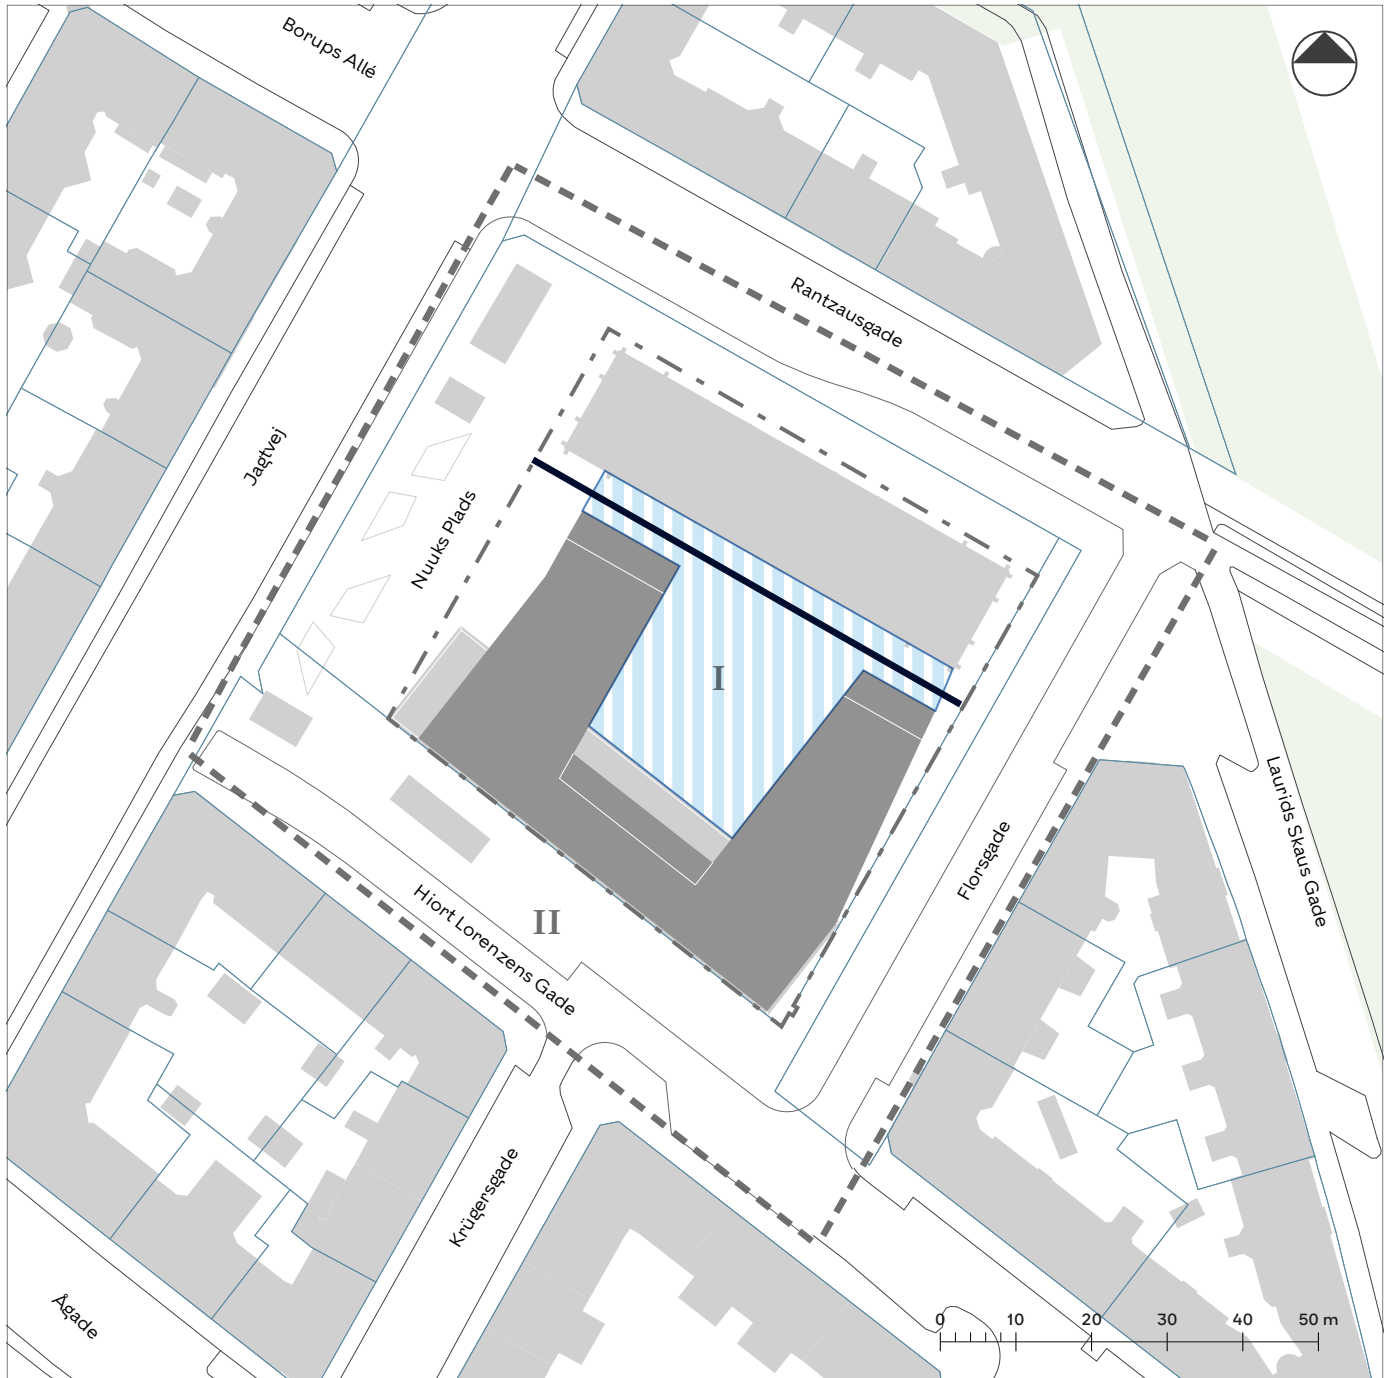 Borups Allé
Rantzausgade
Jagtvej
Nuuks Plads
I
Florsgade
Laurids Skaus Gade
Hiort Lorenzens Gade
II
Krügersgade
Ågade
0 10 20 30 40 50 m